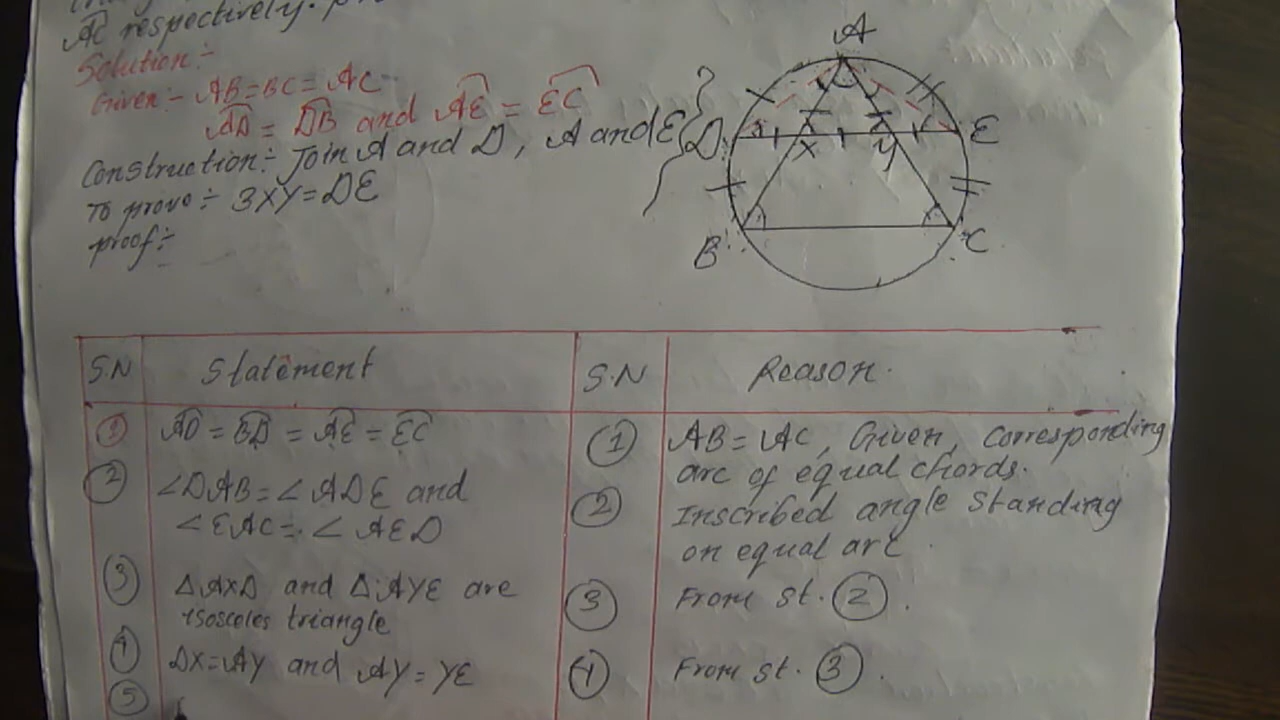 AC respectively.
Solution:-
Given:- AB=BC=AC
AD = DB and AE = EC
Construction:- Join A and D, A and E
To prove:- 3XY=DE
proof:-
A
D
E
X
Y
B
C
S.N
Statement
S.N
Reason.
1
AD = BD = AE = EC
1
AB=AC, Given, corresponding
arc of equal chords.
2
∠DAB=∠ADE and
∠EAC=∠AED
2
Inscribed angle standing
on equal arc.
3
ΔAXD and ΔAYE are
isosceles triangle
3
From st. 2.
4
DX=AY and AY=YE
4
From st. 3.
5